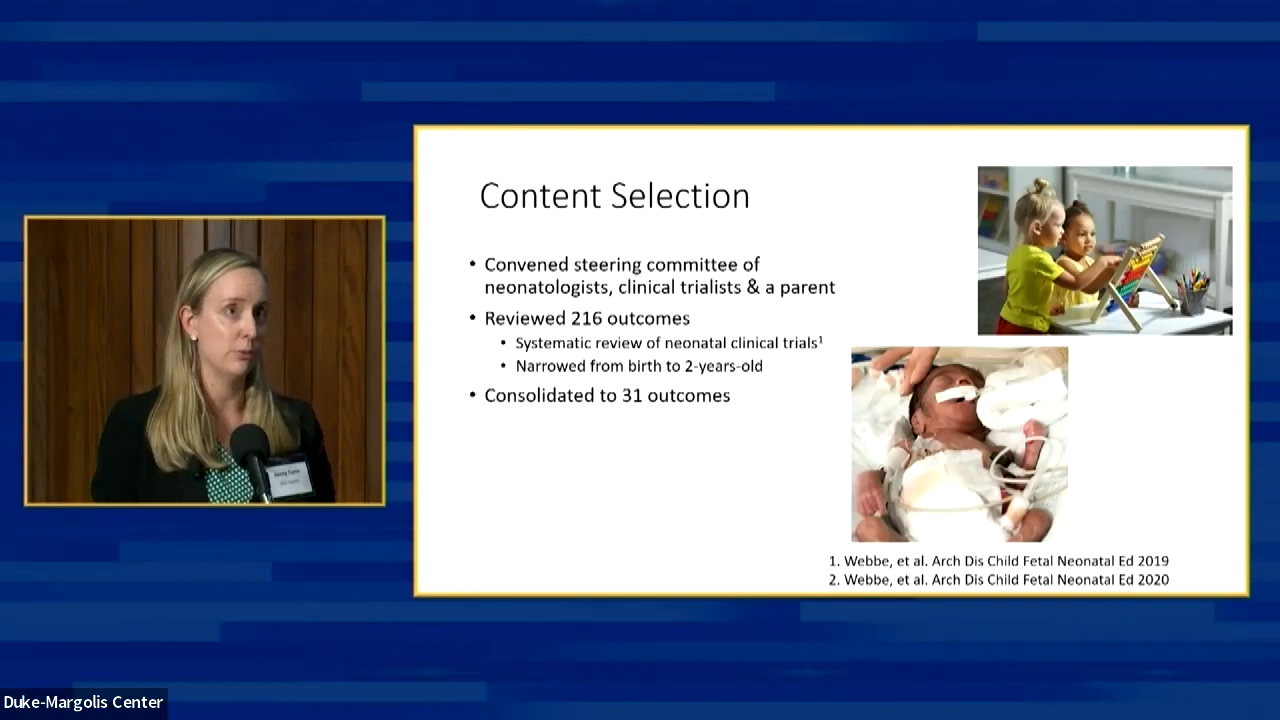 Content Selection
• Convened steering committee of
neonatologists, clinical trialists & a parent
• Reviewed 216 outcomes
• Systematic review of neonatal clinical trials¹
• Narrowed from birth to 2-years-old
• Consolidated to 31 outcomes
1. Webbe, et al. Arch Dis Child Fetal Neonatal Ed 2019
2. Webbe, et al. Arch Dis Child Fetal Neonatal Ed 2020
Duke-Margolis Center